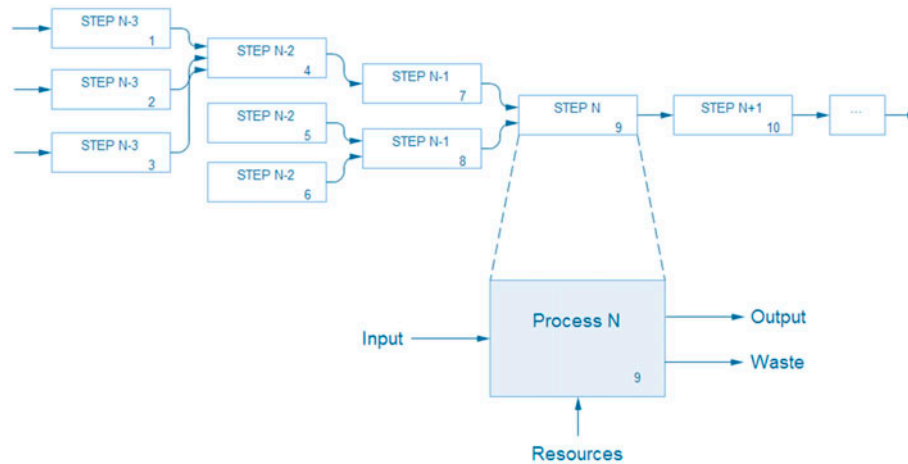 STEP N-3
1
STEP N-3
2
STEP N-3
3
STEP N-2
4
STEP N-2
5
STEP N-2
6
STEP N-1
7
STEP N-1
8
STEP N
9
STEP N+1
10
...
Process N
9
Input
Output
Waste
Resources